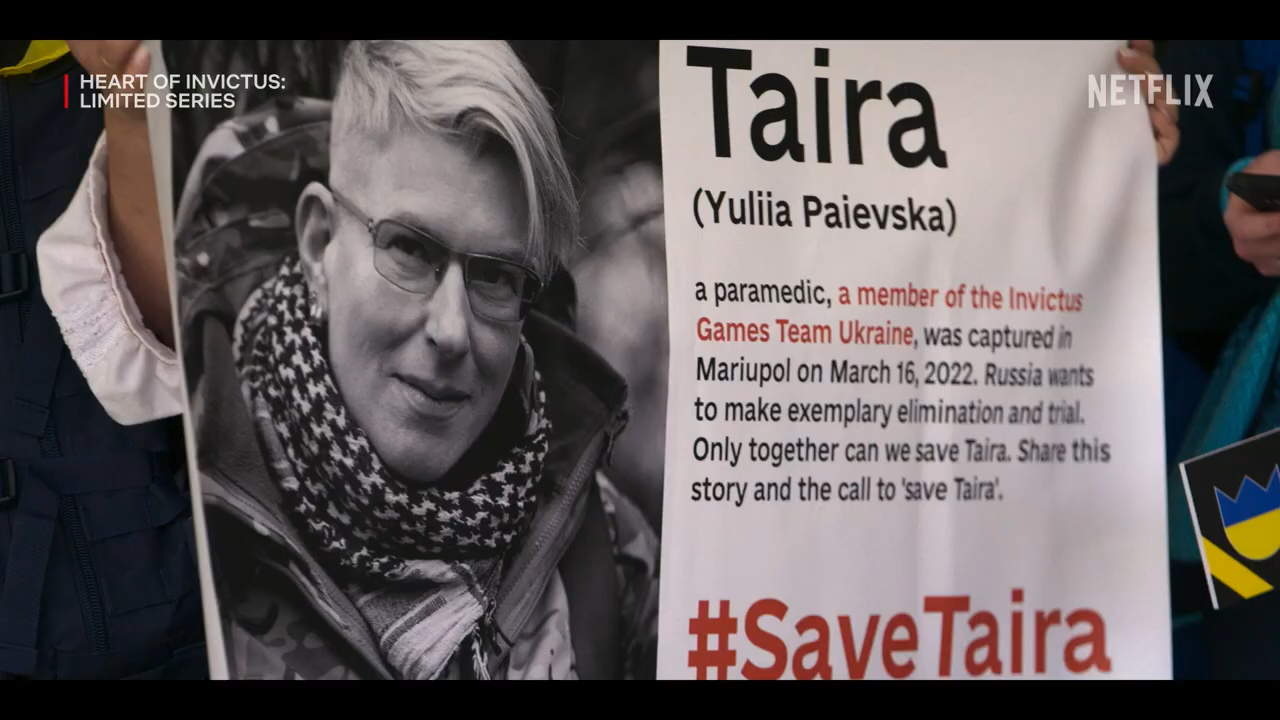 HEART OF INVICTUS:
LIMITED SERIES
NETFLIX
Taira
(Yuliia Paievska)
a paramedic, a member of the Invictus
Games Team Ukraine, was captured in
Mariupol on March 16, 2022. Russia wants
to make exemplary elimination and trial.
Only together can we save Taira. Share this
story and the call to 'save Taira'.
#SaveTaira